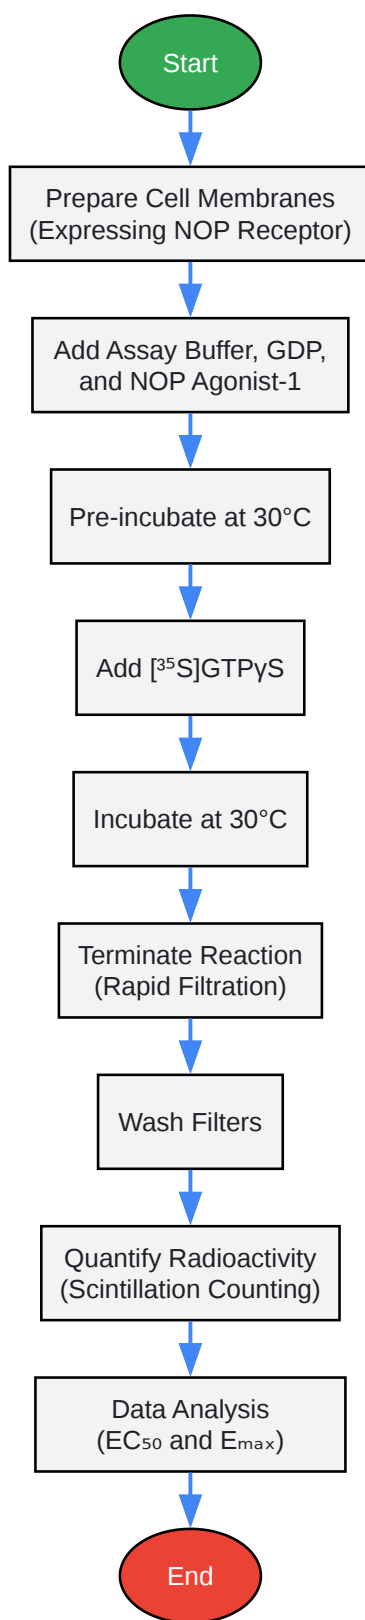 Start
Prepare Cell Membranes
(Expressing NOP Receptor)
Add Assay Buffer, GDP,
and NOP Agonist-1
Pre-incubate at 30°C
Add [³⁵S]GTPγS
Incubate at 30°C
Terminate Reaction
(Rapid Filtration)
Wash Filters
Quantify Radioactivity
(Scintillation Counting)
Data Analysis
(EC₅₀ and Eₘₐₓ)
End